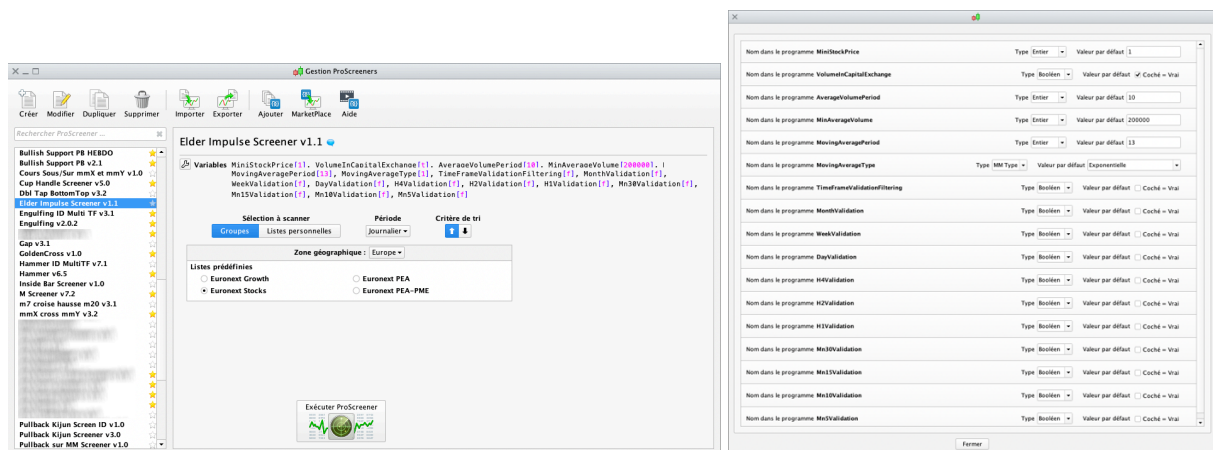 Gestion ProScreeners
Créer Modifier Dupliquer Supprimer Importer Exporter Ajouter MarketPlace Aide
Rechercher ProScreener ...
Bullish Support PB HEBDO
Bullish Support PB v2.1
Cours Sous/Sur mmX et mmY v1.0
Cup Handle Screener v5.0
Dbl Tap BottomTop v3.2
Elder Impulse Screener v1.1
Engulfing ID Multi TF v3.1
Engulfing v2.0.2
Gap v3.1
GoldenCross v1.0
Hammer ID MultiTF v7.1
Hammer v6.5
Inside Bar Screener v1.0
M Screener v7.2
m7 croise hausse m20 v3.1
mmX cross mmY v3.2
Pullback Kijun Screen ID v1.0
Pullback Kijun Screener v3.0
Pullback sur MM Screener v1.0
Elder Impulse Screener v1.1
Variables MiniStockPrice[1], VolumeInCapitalExchange[t], AverageVolumePeriod[10], MinAverageVolume[200000], |
MovingAveragePeriod[13], MovingAverageType[1], TimeFrameValidationFiltering[f], MonthValidation[f],
WeekValidation[f], DayValidation[f], H4Validation[f], H2Validation[f], H1Validation[f], Mn30Validation[f],
Mn15Validation[f], Mn10Validation[f], Mn5Validation[f]
Sélection à scanner Période Critère de tri
Groupes Listes personnelles Journalier
Zone géographique : Europe
Listes prédéfinies
Euronext Growth Euronext PEA
Euronext Stocks Euronext PEA-PME
Exécuter ProScreener
Nom dans le programme MiniStockPrice Type Entier Valeur par défaut 1
Nom dans le programme VolumeInCapitalExchange Type Booléen Valeur par défaut Coché = Vrai
Nom dans le programme AverageVolumePeriod Type Entier Valeur par défaut 10
Nom dans le programme MinAverageVolume Type Entier Valeur par défaut 200000
Nom dans le programme MovingAveragePeriod Type Entier Valeur par défaut 13
Nom dans le programme MovingAverageType Type MM Type Valeur par défaut Exponentielle
Nom dans le programme TimeFrameValidationFiltering Type Booléen Valeur par défaut Coché = Vrai
Nom dans le programme MonthValidation Type Booléen Valeur par défaut Coché = Vrai
Nom dans le programme WeekValidation Type Booléen Valeur par défaut Coché = Vrai
Nom dans le programme DayValidation Type Booléen Valeur par défaut Coché = Vrai
Nom dans le programme H4Validation Type Booléen Valeur par défaut Coché = Vrai
Nom dans le programme H2Validation Type Booléen Valeur par défaut Coché = Vrai
Nom dans le programme H1Validation Type Booléen Valeur par défaut Coché = Vrai
Nom dans le programme Mn30Validation Type Booléen Valeur par défaut Coché = Vrai
Nom dans le programme Mn15Validation Type Booléen Valeur par défaut Coché = Vrai
Nom dans le programme Mn10Validation Type Booléen Valeur par défaut Coché = Vrai
Nom dans le programme Mn5Validation Type Booléen Valeur par défaut Coché = Vrai
Fermer